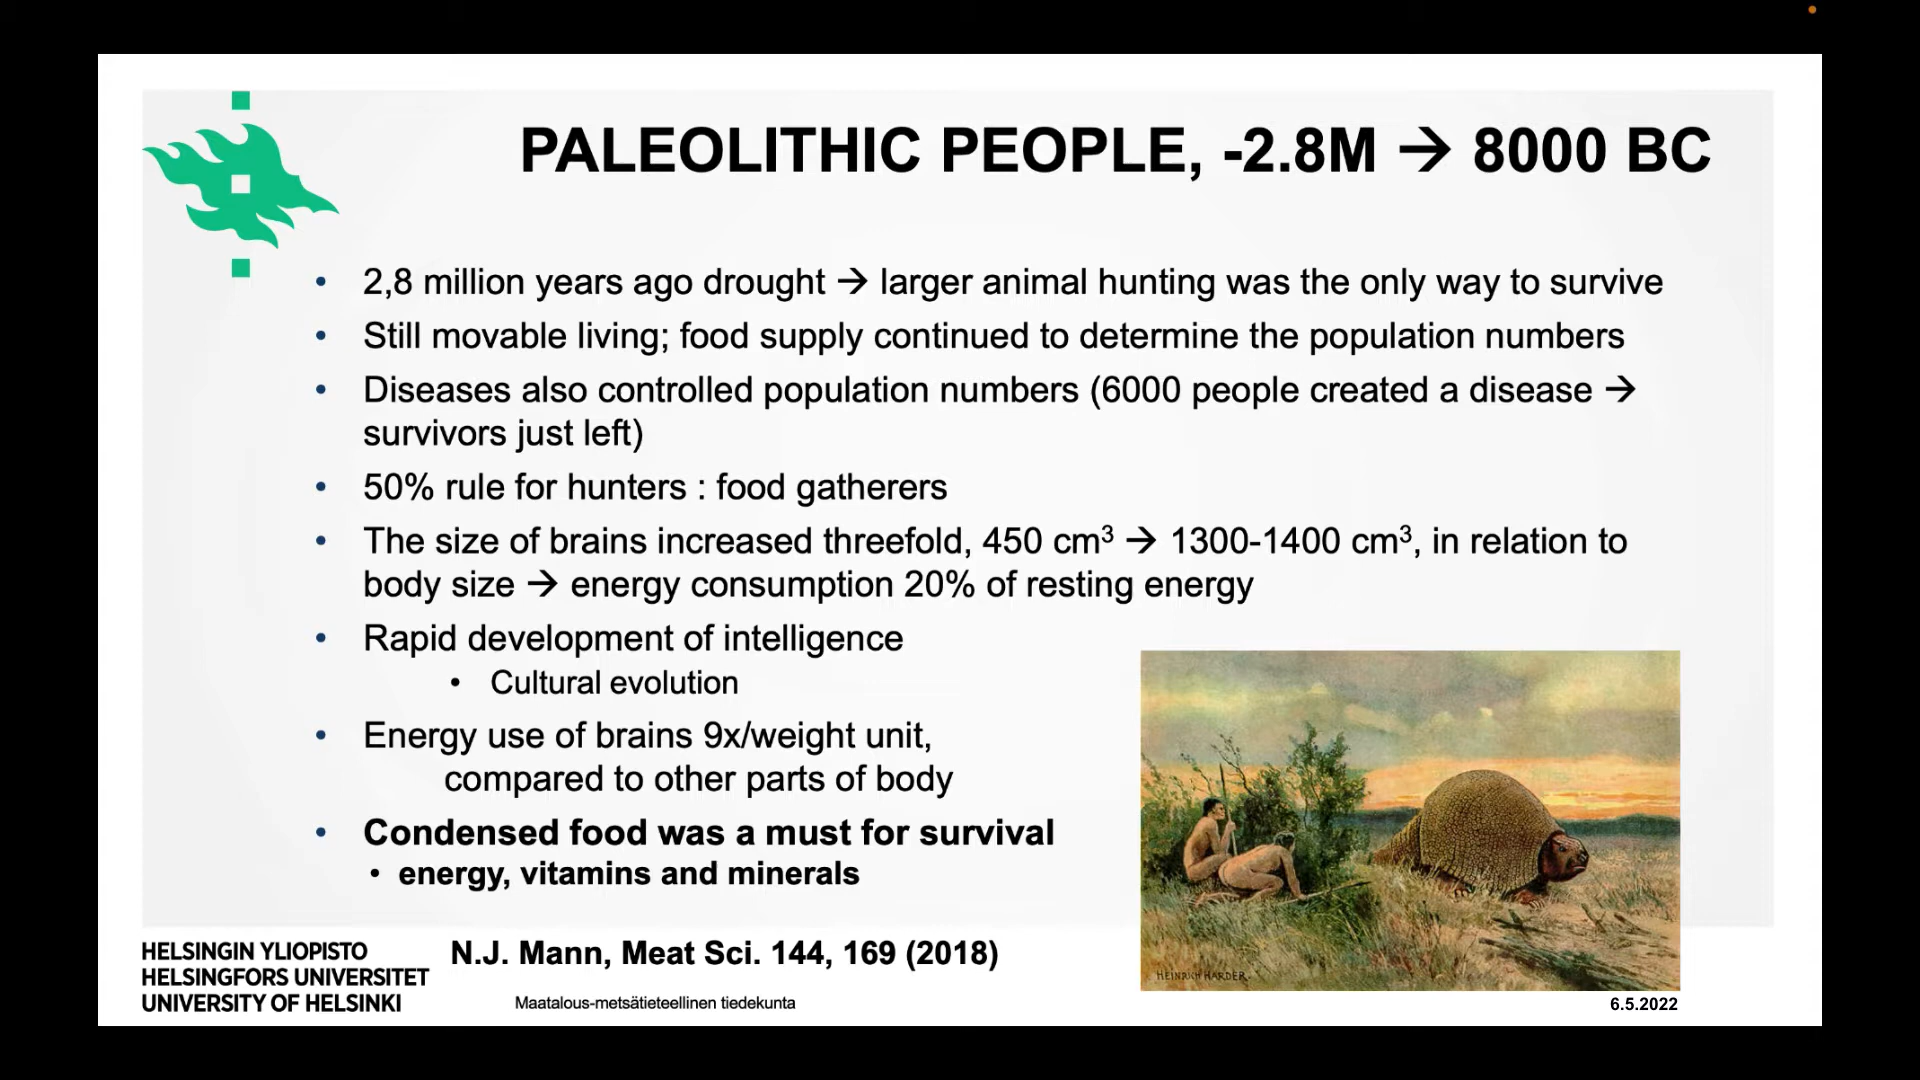 PALEOLITHIC PEOPLE, -2.8M → 8000 BC
• 2,8 million years ago drought → larger animal hunting was the only way to survive
• Still movable living; food supply continued to determine the population numbers
• Diseases also controlled population numbers (6000 people created a disease →
survivors just left)
• 50% rule for hunters : food gatherers
• The size of brains increased threefold, 450 cm³ → 1300-1400 cm³, in relation to
body size → energy consumption 20% of resting energy
• Rapid development of intelligence
• Cultural evolution
• Energy use of brains 9x/weight unit,
compared to other parts of body
• Condensed food was a must for survival
• energy, vitamins and minerals
HEINRICH HARDER
HELSINGIN YLIOPISTO
HELSINGFORS UNIVERSITET
UNIVERSITY OF HELSINKI
N.J. Mann, Meat Sci. 144, 169 (2018)
Maatalous-metsätieteellinen tiedekunta
6.5.2022